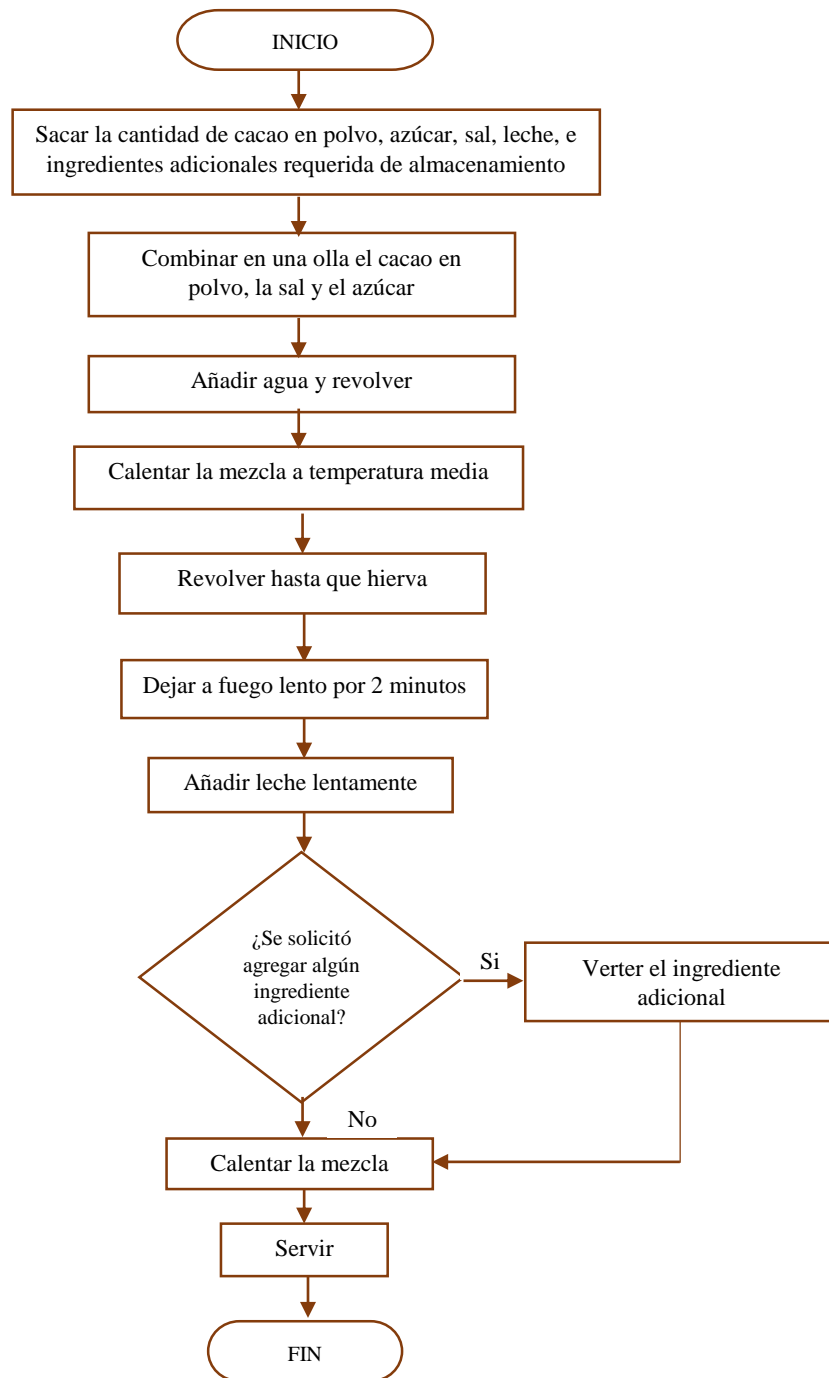 INICIO
Sacar la cantidad de cacao en polvo, azúcar, sal, leche, e
ingredientes adicionales requerida de almacenamiento
Combinar en una olla el cacao en
polvo, la sal y el azúcar
Añadir agua y revolver
Calentar la mezcla a temperatura media
Revolver hasta que hierva
Dejar a fuego lento por 2 minutos
Añadir leche lentamente
¿Se solicitó
agregar algún
ingrediente
adicional?
Si
Verter el ingrediente
adicional
No
Calentar la mezcla
Servir
FIN